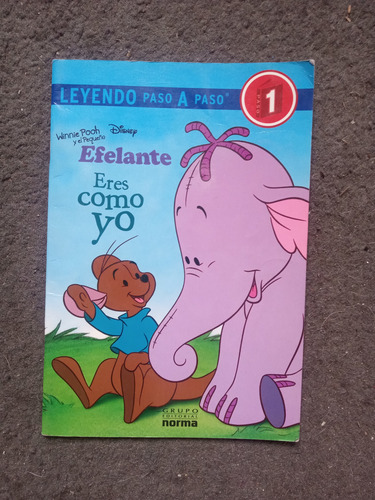 LEYENDO PASO A PASO®
1
Winnie Pooh
y el Pequeño
Disney
Efelante
Eres
como
yo
GRUPO
EDITORIAL
norma